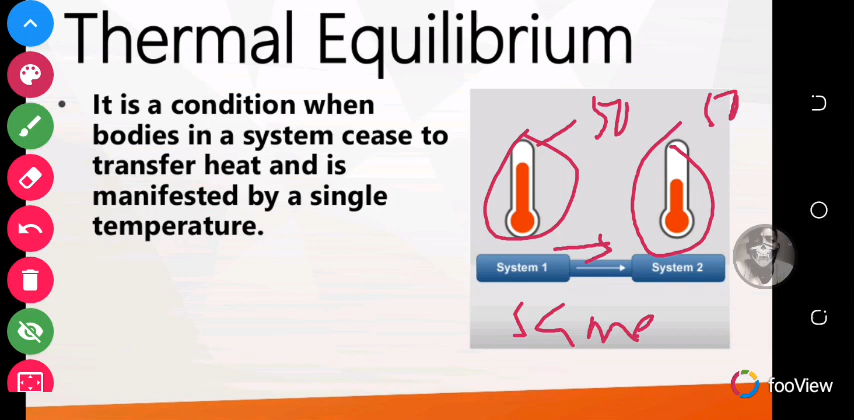 Thermal Equilibrium
• It is a condition when
bodies in a system cease to
transfer heat and is
manifested by a single
temperature.
50
System 1
System 2
same
fooView